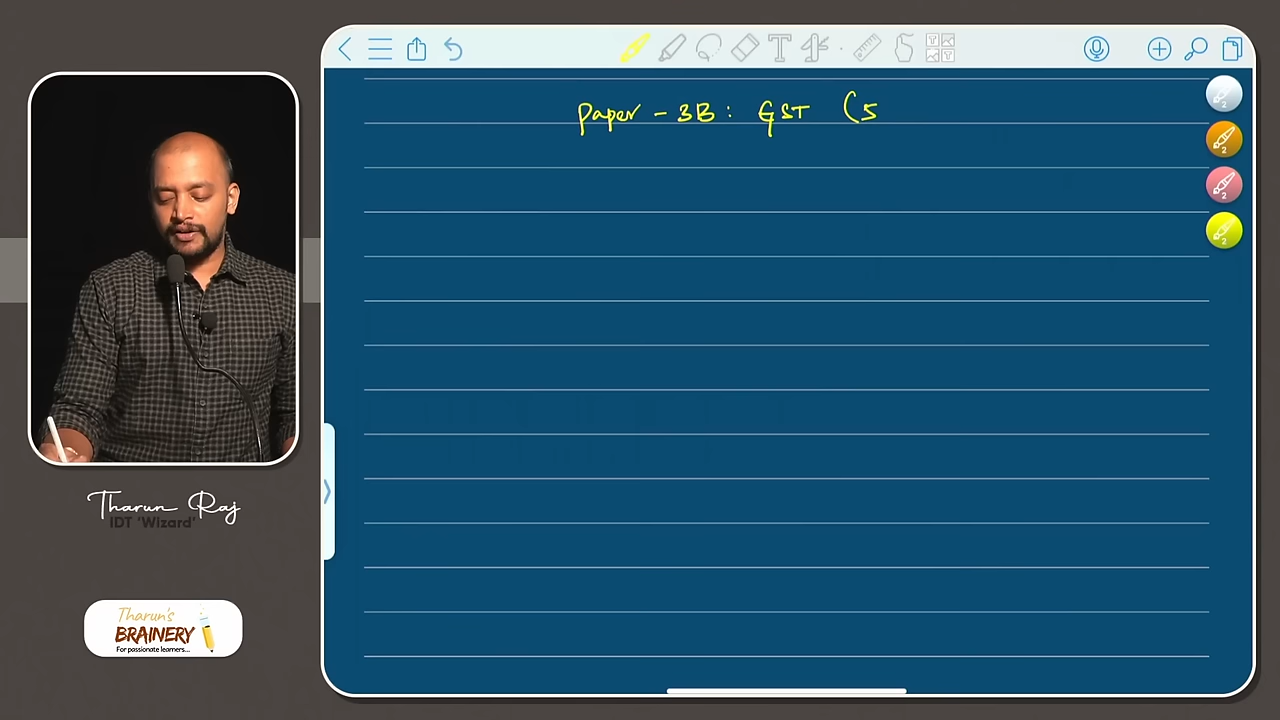 Paper - 3B : GST (5
Tharun Raj
IDT 'Wizard'
Tharun's
BRAINERY
For passionate learners...